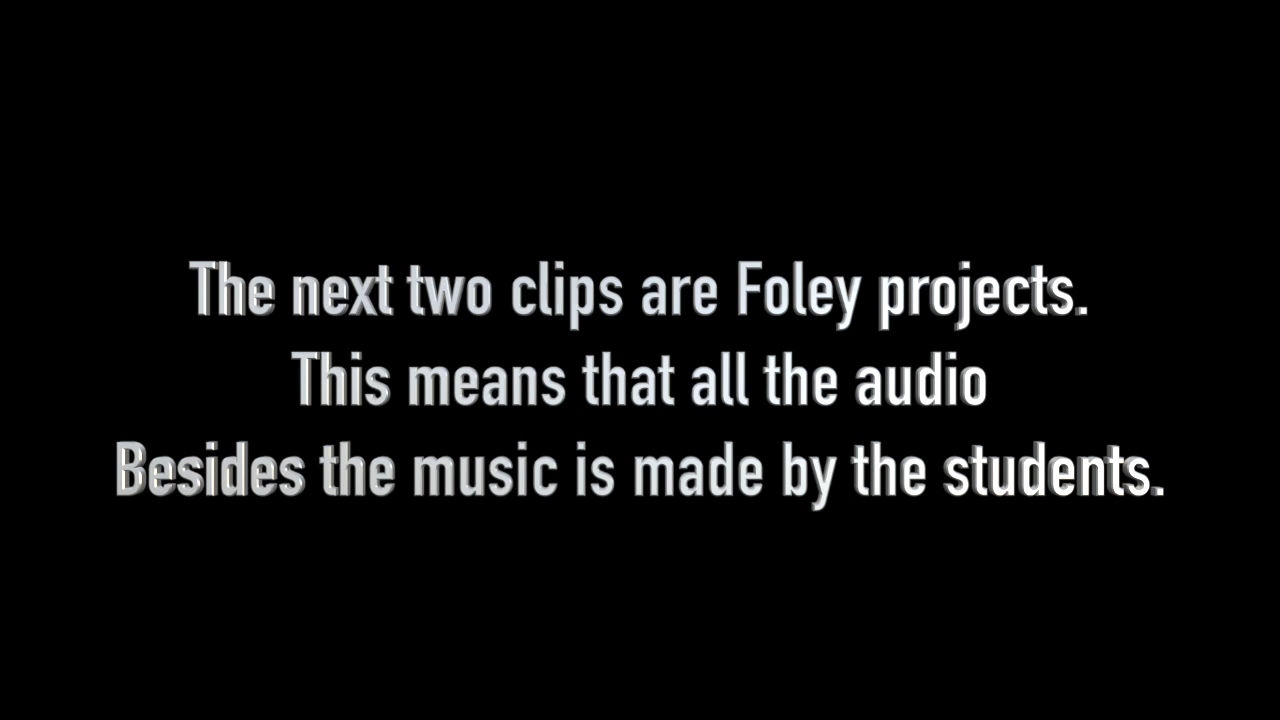 The next two clips are Foley projects.
This means that all the audio
Besides the music is made by the students.